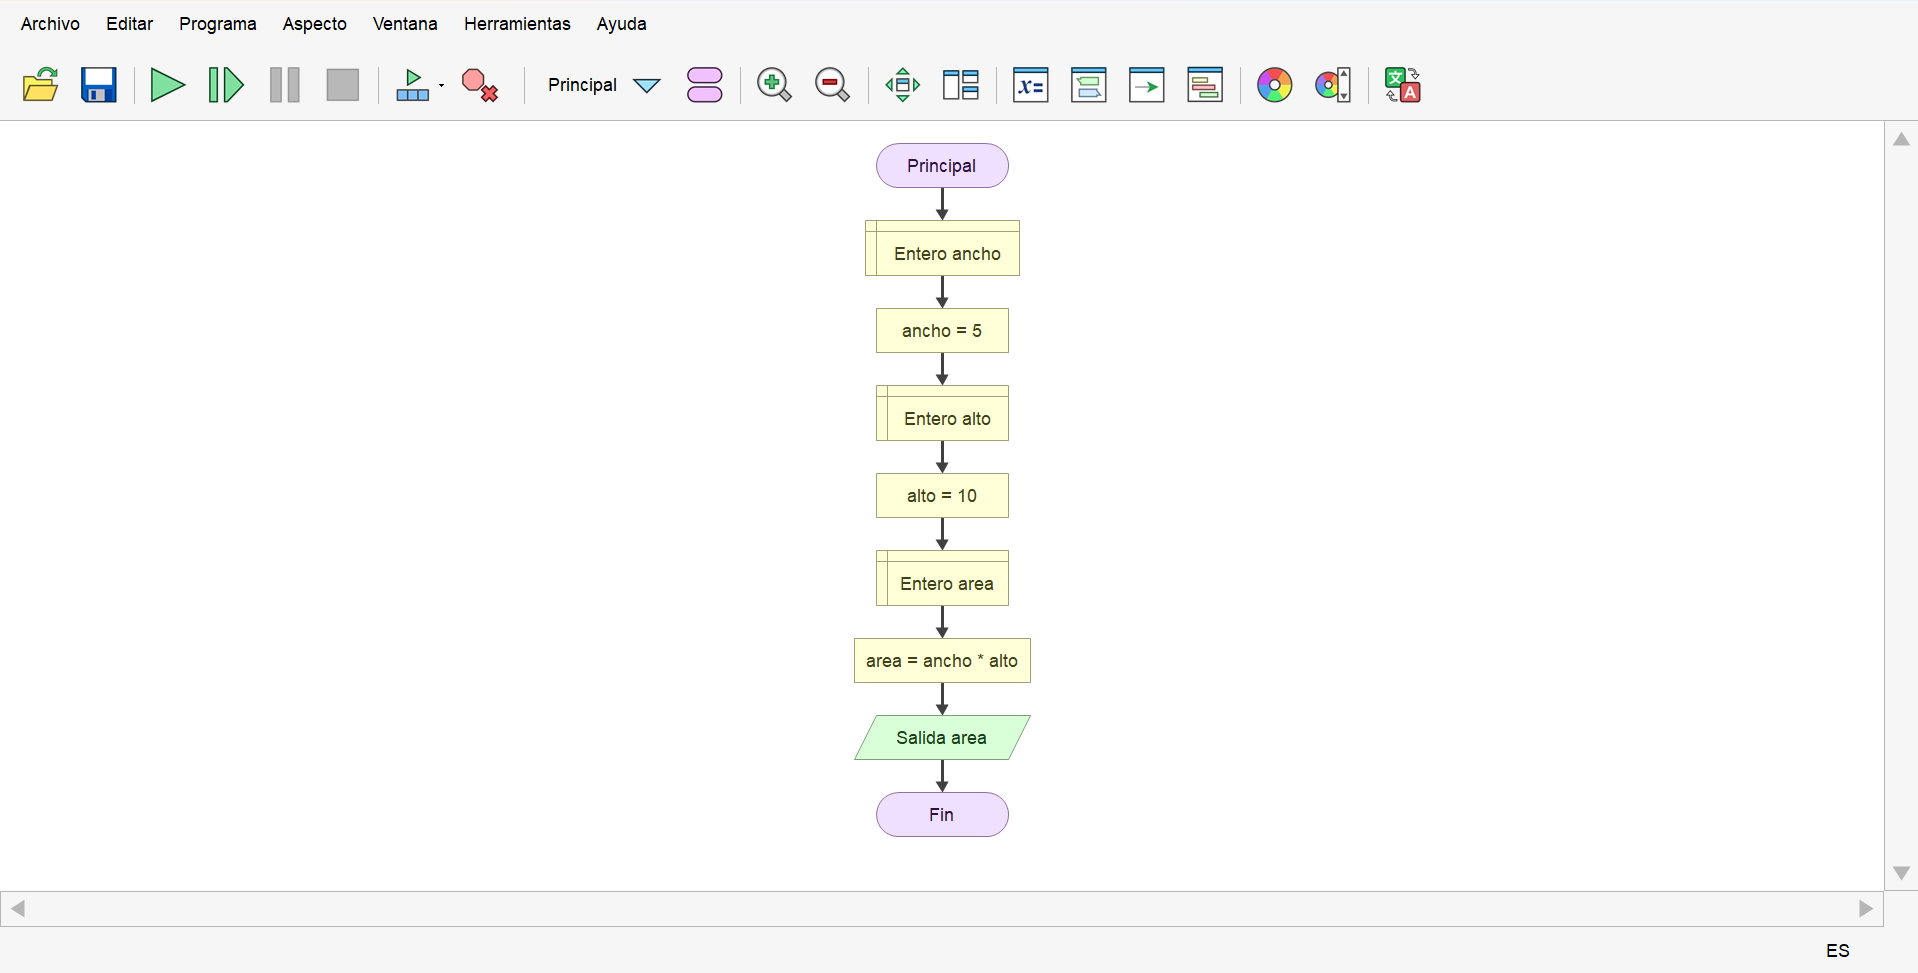 Archivo Editar Programa Aspecto Ventana Herramientas Ayuda
Principal
x=
文
A
Principal
Entero ancho
ancho = 5
Entero alto
alto = 10
Entero area
area = ancho * alto
Salida area
Fin
ES